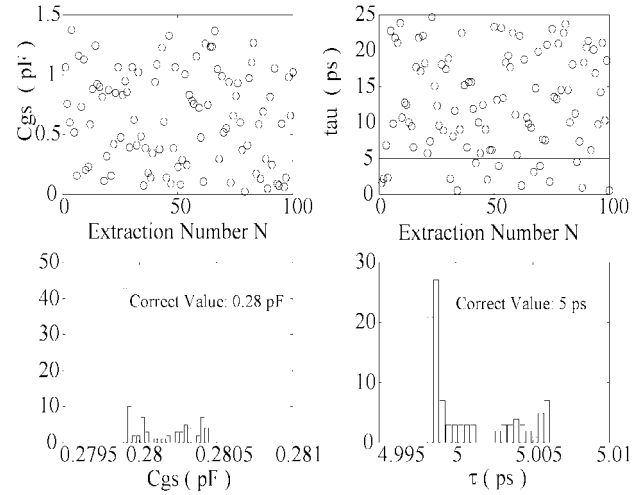 1.5
1
0.5
0
Cgs ( pF )
0 50 100
Extraction Number N
25
20
15
10
5
0
tau ( ps )
0 50 100
Extraction Number N
50
40
30
20
10
0
Correct Value: 0.28 pF
0.2795 0.28 0.2805 0.281
Cgs ( pF )
30
20
10
0
Correct Value: 5 ps
4.995 5 5.005 5.01
τ ( ps )